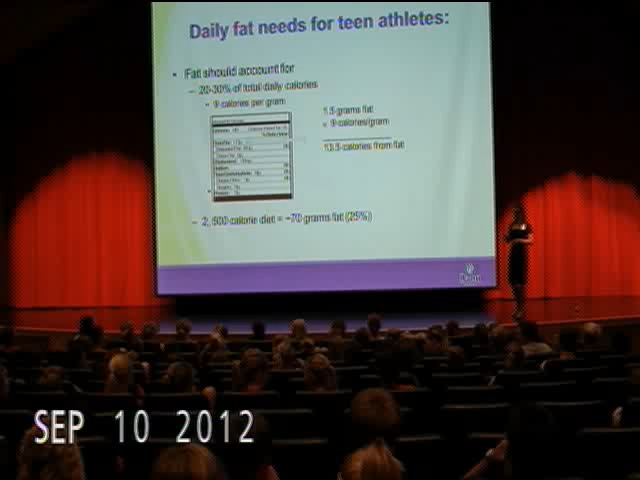 Daily fat needs for teen athletes:
• Fat should account for
– 20-30% of total daily calories
• 9 calories per gram
1.5 grams fat
x 9 calories/gram
13.5 calories from fat
– 2, 500 calorie diet = ~70 grams fat (25%)
SEP 10 2012